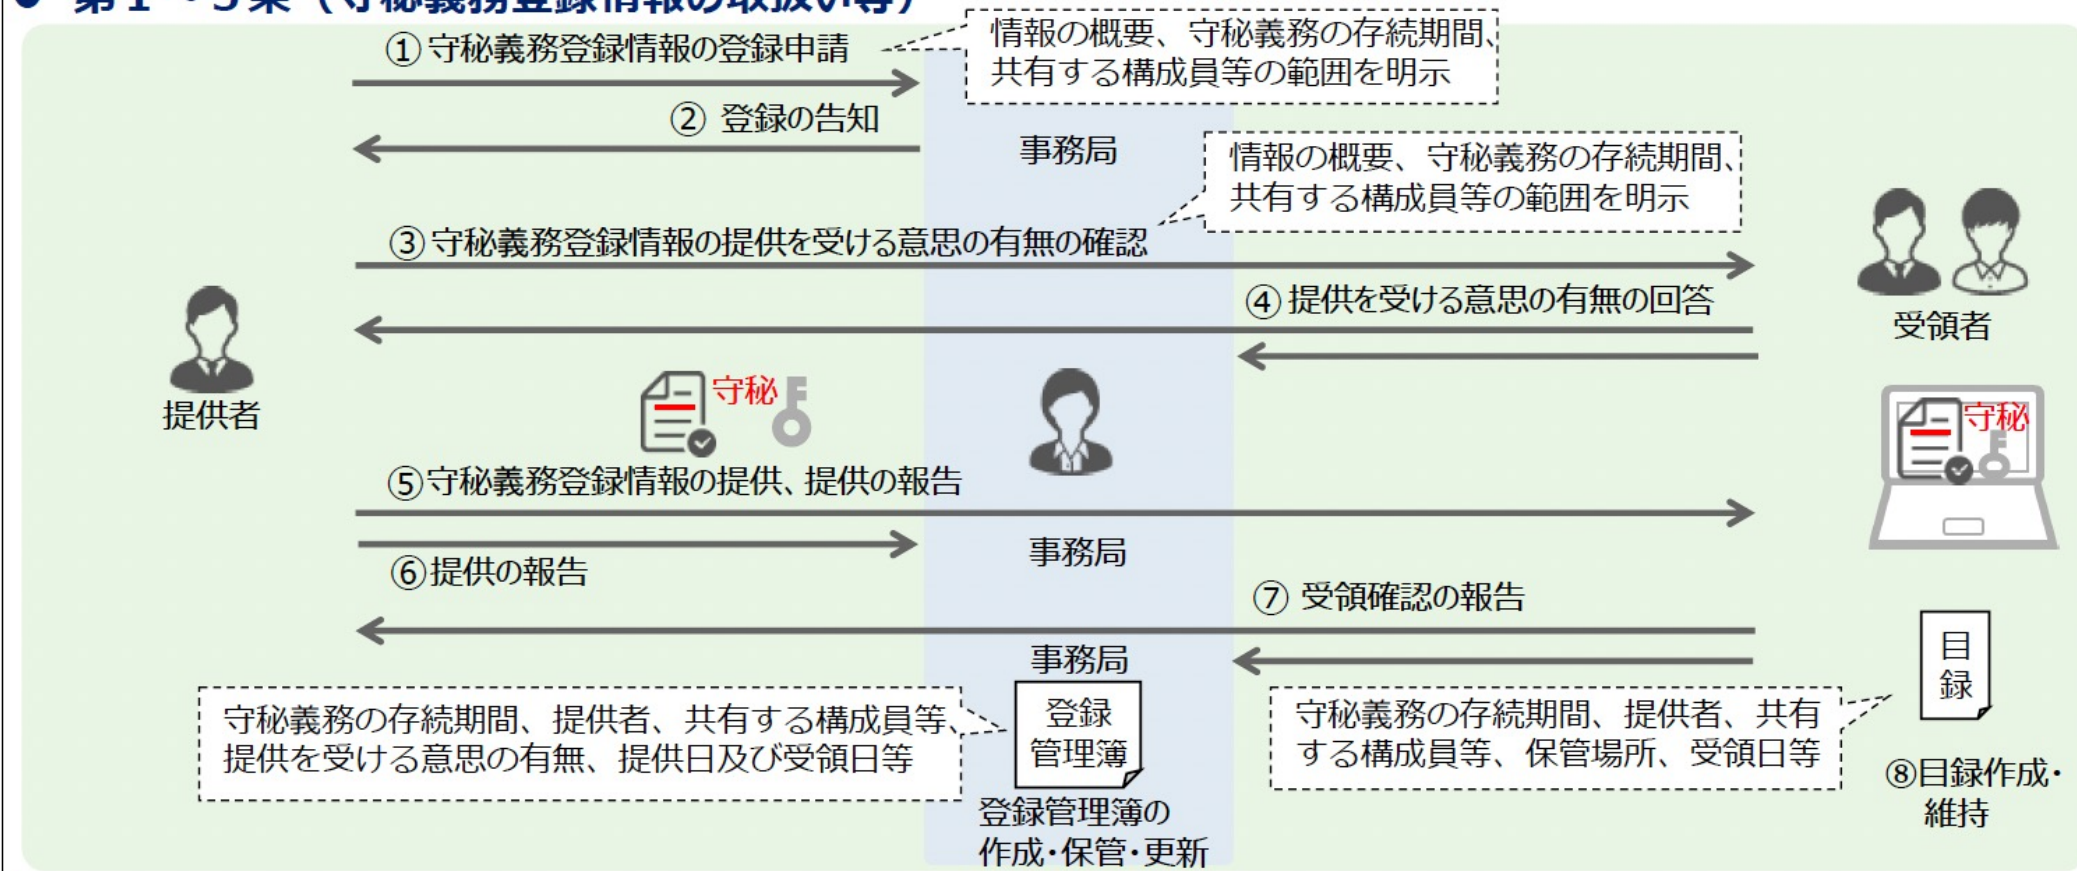 守秘義務登録情報の取扱い等）
①守秘義務登録情報の登録申請
情報の概要、守秘義務の存続期間、
共有する構成員等の範囲を明示
② 登録の告知
事務局
情報の概要、守秘義務の存続期間、
共有する構成員等の範囲を明示
③守秘義務登録情報の提供を受ける意思の有無の確認
④提供を受ける意思の有無の回答
受領者
提供者
守秘
守秘
⑤守秘義務登録情報の提供、提供の報告
事務局
⑥提供の報告
⑦ 受領確認の報告
事務局
目
録
守秘義務の存続期間、提供者、共有する構成員等、
提供を受ける意思の有無、提供日及び受領日等
登録
管理簿
守秘義務の存続期間、提供者、共有
する構成員等、保管場所、受領日等
⑧目録作成・
維持
登録管理簿の
作成・保管・更新